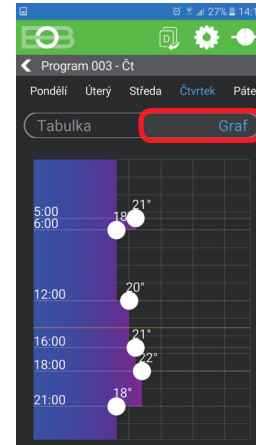 27% 14:1
EOB
D
Program 003 - Čt
Pondělí Úterý Středa Čtvrtek Páte
Tabulka Graf
21°
5:00 18°
6:00
20°
12:00
21°
16:00
22°
18:00
18°
21:00